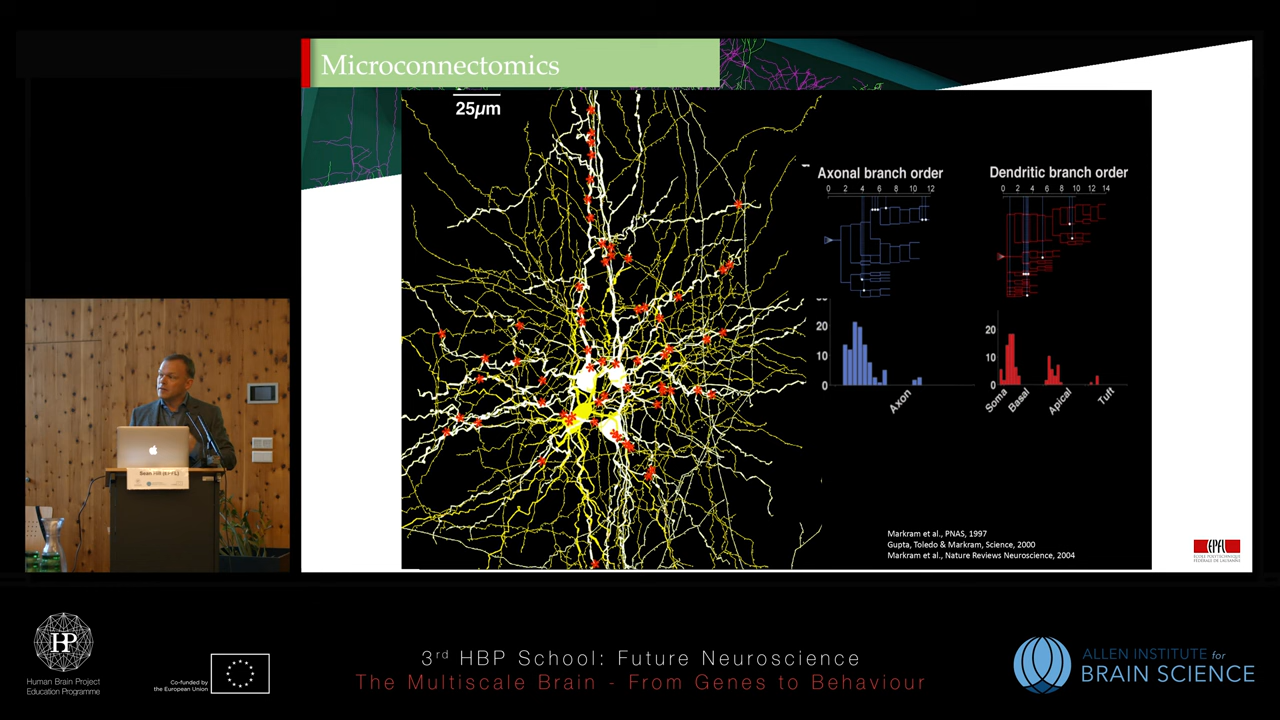 Microconnectomics
25µm
Axonal branch order
0 2 4 6 8 10 12
Dendritic branch order
0 2 4 6 8 10 12 14
20
10
0
Axon
20
10
0
Soma
Basal
Apical
Tuft
Markram et al., PNAS, 1997
Gupta, Toledo & Markram, Science, 2000
Markram et al., Nature Reviews Neuroscience, 2004
EPFL
ÉCOLE POLYTECHNIQUE
FÉDÉRALE DE LAUSANNE
HP
Human Brain Project
Education Programme
Co-funded by
the European Union
3rd HBP School: Future Neuroscience
The Multiscale Brain - From Genes to Behaviour
ALLEN INSTITUTE for
BRAIN SCIENCE